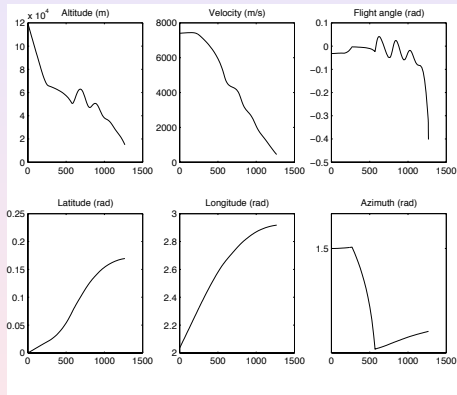 Altitude (m) Velocity (m/s) Flight angle (rad)
x 10^4
12 8000 0.1
10 0
8 6000
-0.1
6 4000 -0.2
4 -0.3
2 2000
-0.4
0 0 -0.5
0 500 1000 1500 0 500 1000 1500 0 500 1000 1500
Latitude (rad) Longitude (rad) Azimuth (rad)
0.25 3
0.2 2.8
1.5
0.15 2.6
0.1 2.4
0.05 2.2
0 2
0 500 1000 1500 0 500 1000 1500 0 500 1000 1500